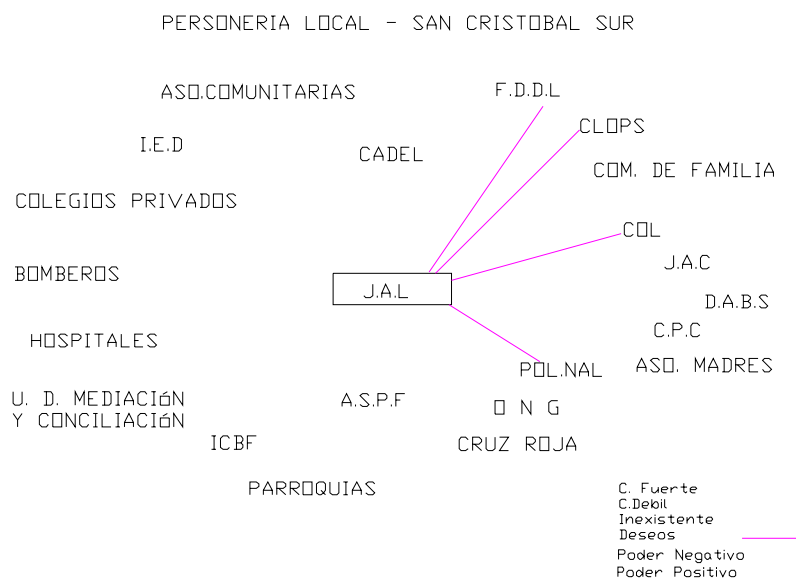 PERSONERIA LOCAL - SAN CRISTOBAL SUR
ASO.COMUNITARIAS
F.D.D.L
CLOPS
I.E.D
CADEL
COM. DE FAMILIA
COLEGIOS PRIVADOS
COL
J.A.C
BOMBEROS
J.A.L
D.A.B.S
C.P.C
HOSPITALES
POL.NAL
ASO. MADRES
U. D. MEDIACIóN
Y CONCILIACIóN
A.S.P.F
O N G
ICBF
CRUZ ROJA
PARROQUIAS
C. Fuerte
C.Debil
Inexistente
Deseos
Poder Negativo
Poder Positivo